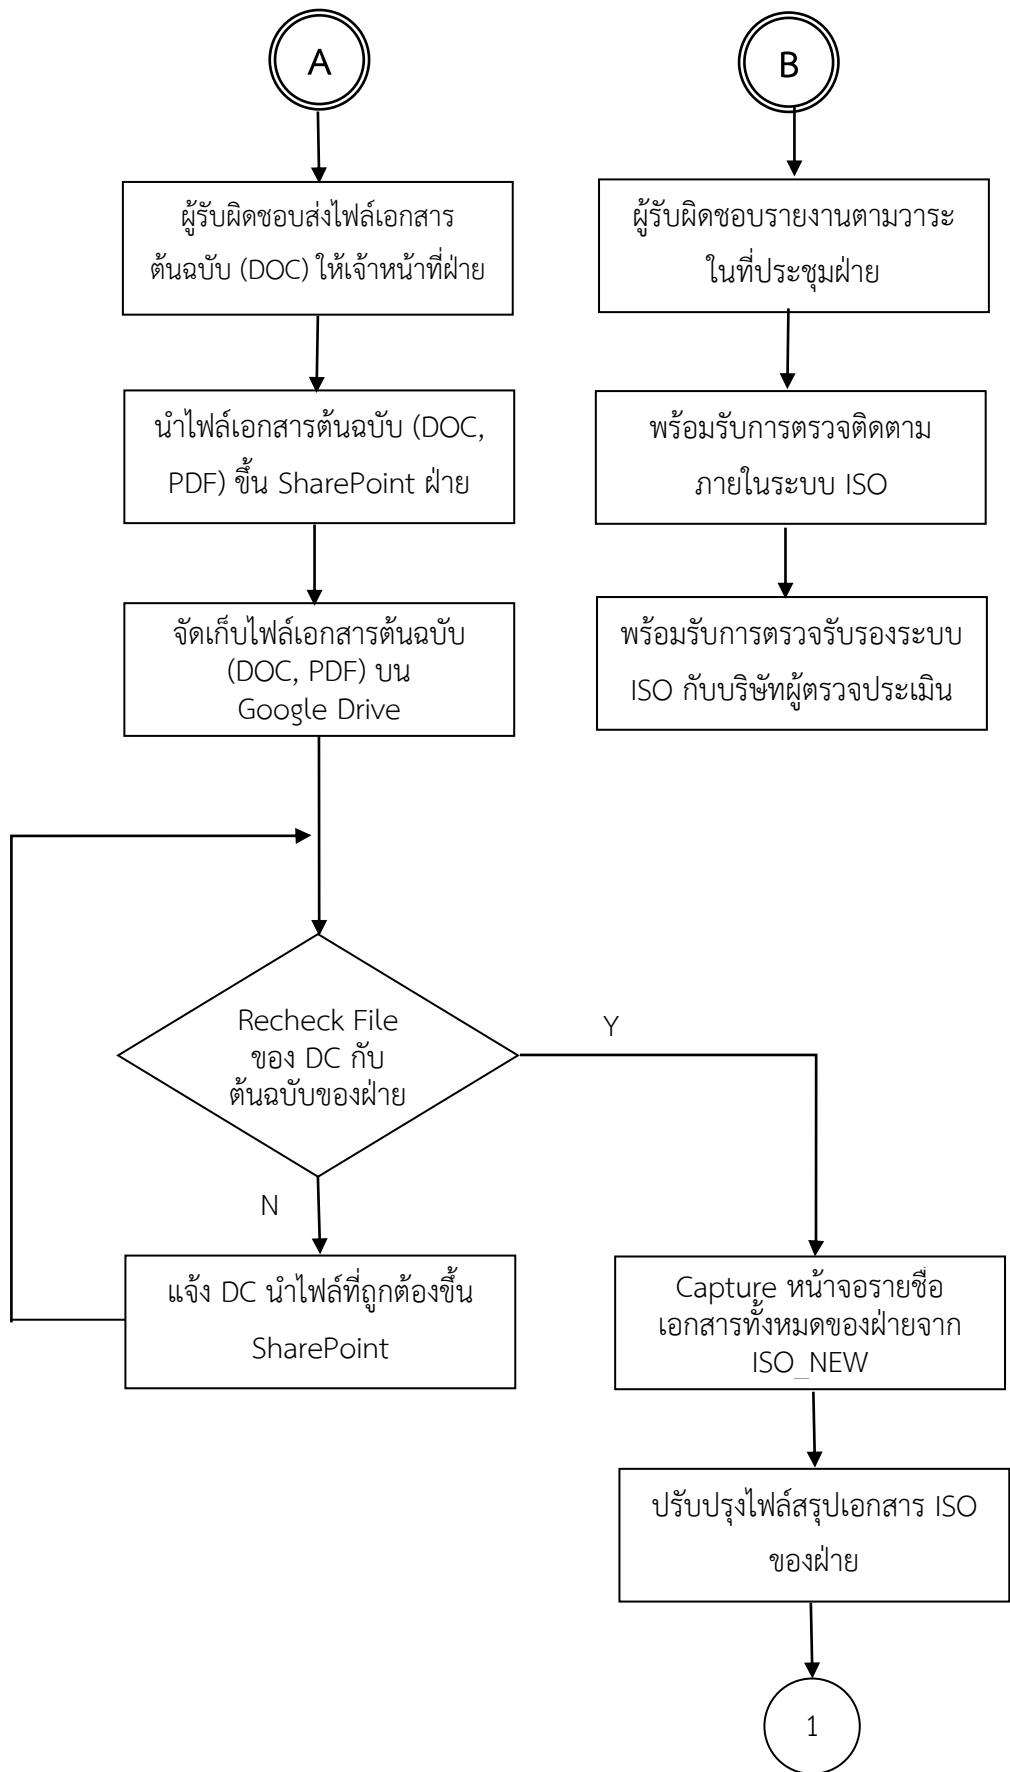 A
ผู้รับผิดชอบส่งไฟล์เอกสาร
ต้นฉบับ (DOC) ให้เจ้าหน้าที่ฝ่าย
นำไฟล์เอกสารต้นฉบับ (DOC,
PDF) ขึ้น SharePoint ฝ่าย
จัดเก็บไฟล์เอกสารต้นฉบับ
(DOC, PDF) บน
Google Drive
B
ผู้รับผิดชอบรายงานตามวาระ
ในที่ประชุมฝ่าย
พร้อมรับการตรวจติดตาม
ภายในระบบ ISO
พร้อมรับการตรวจรับรองระบบ
ISO กับบริษัทผู้ตรวจประเมิน
Recheck File
ของ DC กับ
ต้นฉบับของฝ่าย
Y
N
แจ้ง DC นำไฟล์ที่ถูกต้องขึ้น
SharePoint
Capture หน้าจอรายชื่อ
เอกสารทั้งหมดของฝ่ายจาก
ISO_NEW
ปรับปรุงไฟล์สรุปเอกสาร ISO
ของฝ่าย
1